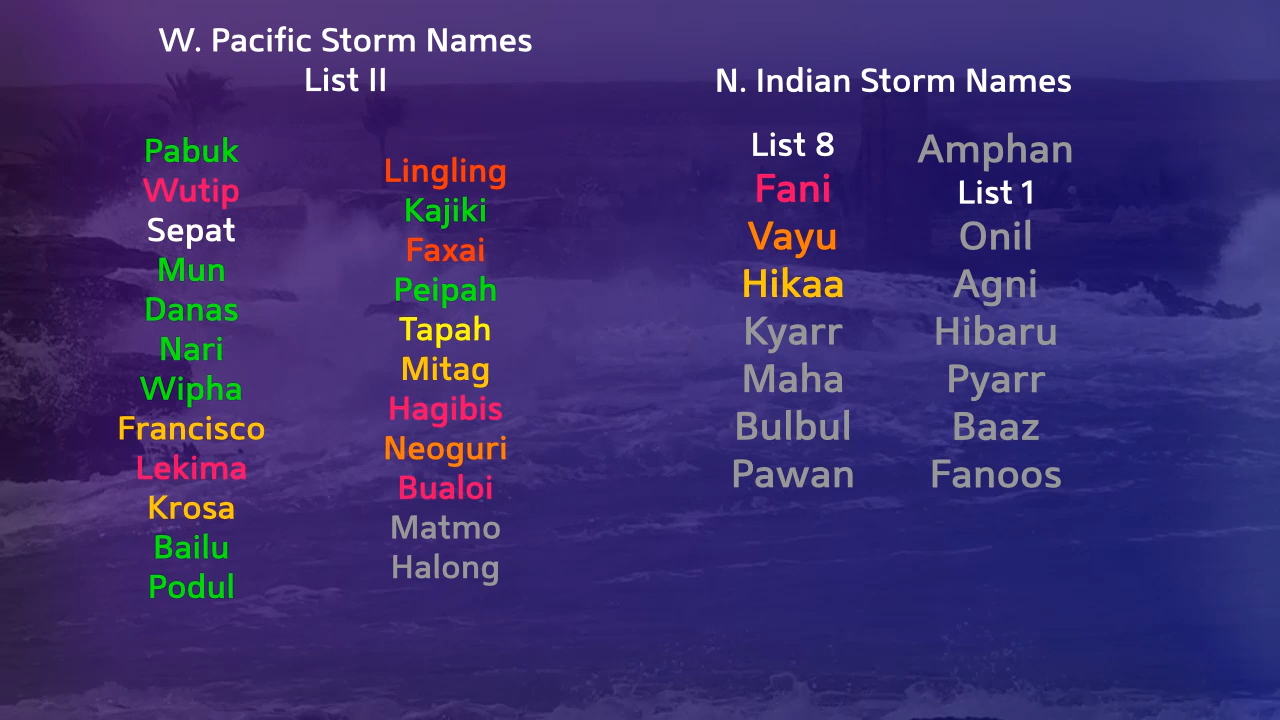 W. Pacific Storm Names
List II
Pabuk
Wutip
Sepat
Mun
Danas
Nari
Wipha
Francisco
Lekima
Krosa
Bailu
Podul
Lingling
Kajiki
Faxai
Peipah
Tapah
Mitag
Hagibis
Neoguri
Bualoi
Matmo
Halong
N. Indian Storm Names
List 8
Fani
Vayu
Hikaa
Kyarr
Maha
Bulbul
Pawan
Amphan
List 1
Onil
Agni
Hibaru
Pyarr
Baaz
Fanoos